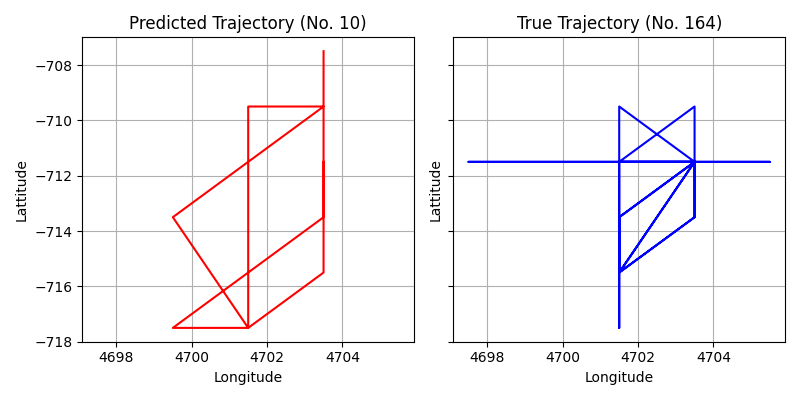 Predicted Trajectory (No. 10)
True Trajectory (No. 164)
Lattitude
−708
−710
−712
−714
−716
−718
4698
4700
4702
4704
Longitude
Lattitude
4698
4700
4702
4704
Longitude